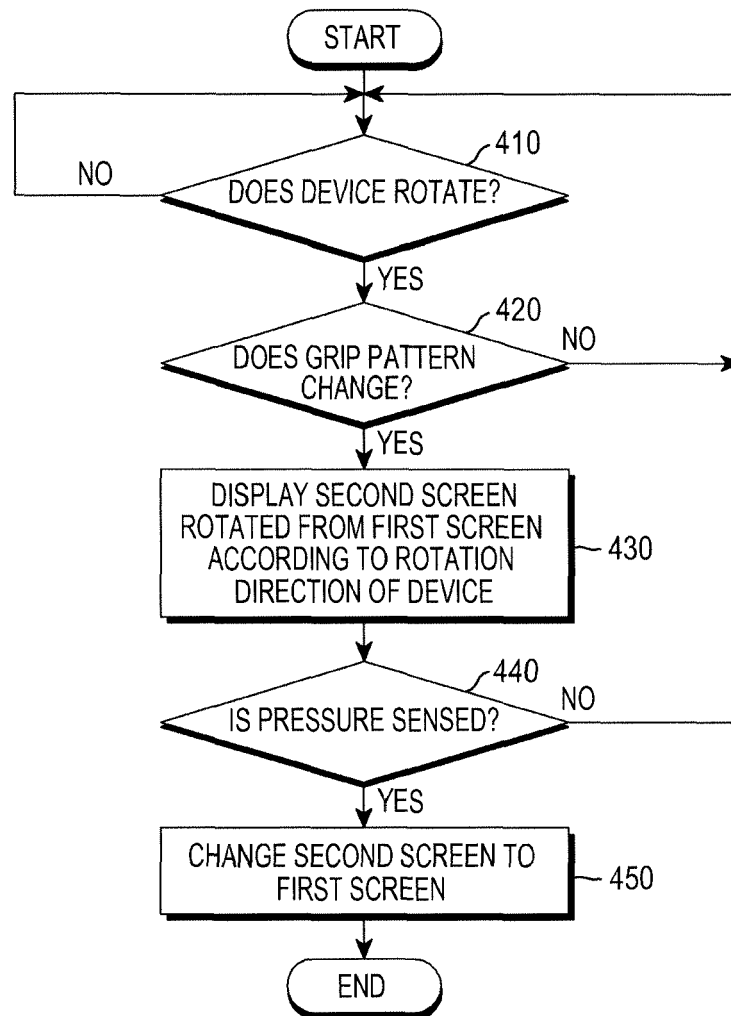 START
410
NO
DOES DEVICE ROTATE?
YES
420
NO
DOES GRIP PATTERN
CHANGE?
YES
DISPLAY SECOND SCREEN
ROTATED FROM FIRST SCREEN
ACCORDING TO ROTATION
DIRECTION OF DEVICE
430
440
NO
IS PRESSURE SENSED?
YES
CHANGE SECOND SCREEN TO
FIRST SCREEN
450
END